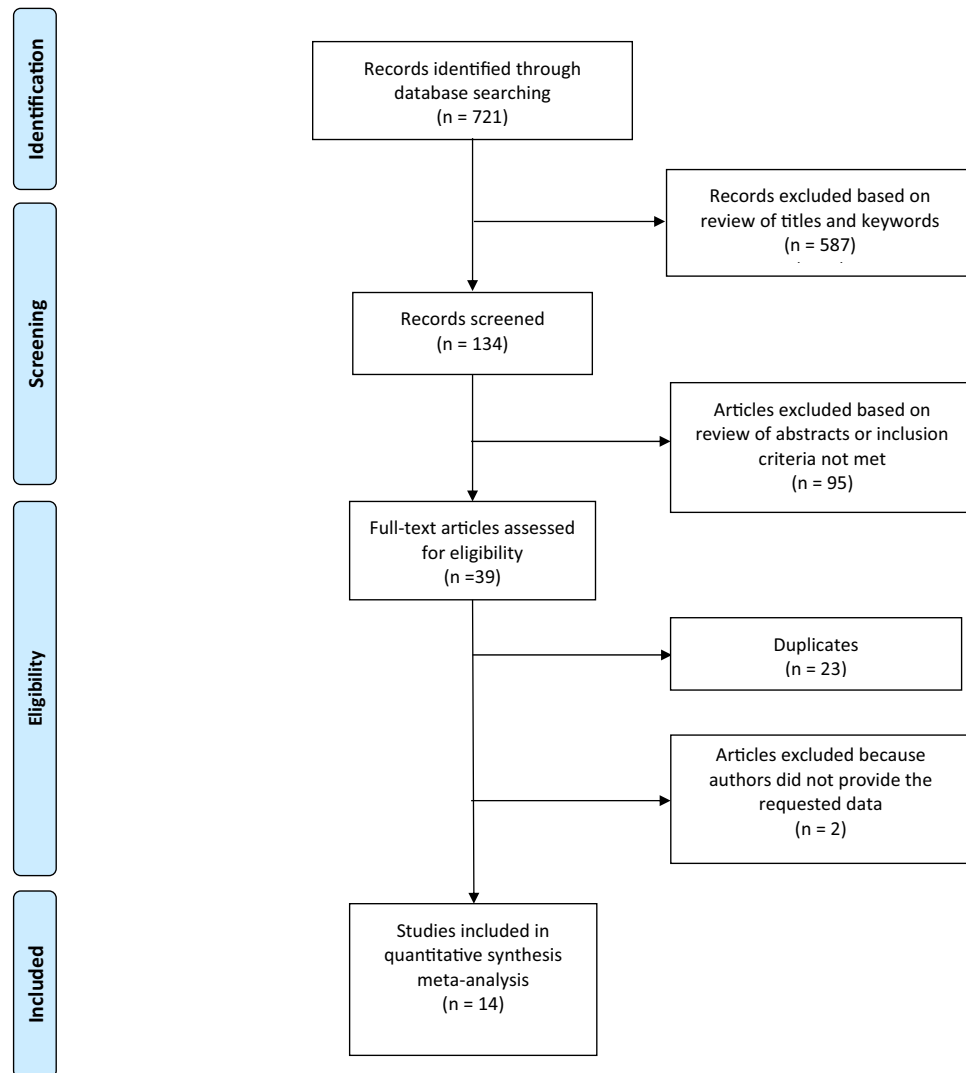 Identification
Records identified through
database searching
(n = 721)
Records excluded based on
review of titles and keywords
(n = 587)
Screening
Records screened
(n = 134)
Articles excluded based on
review of abstracts or inclusion
criteria not met
(n = 95)
Eligibility
Full-text articles assessed
for eligibility
(n =39)
Duplicates
(n = 23)
Articles excluded because
authors did not provide the
requested data
(n = 2)
Included
Studies included in
quantitative synthesis
meta-analysis
(n = 14)